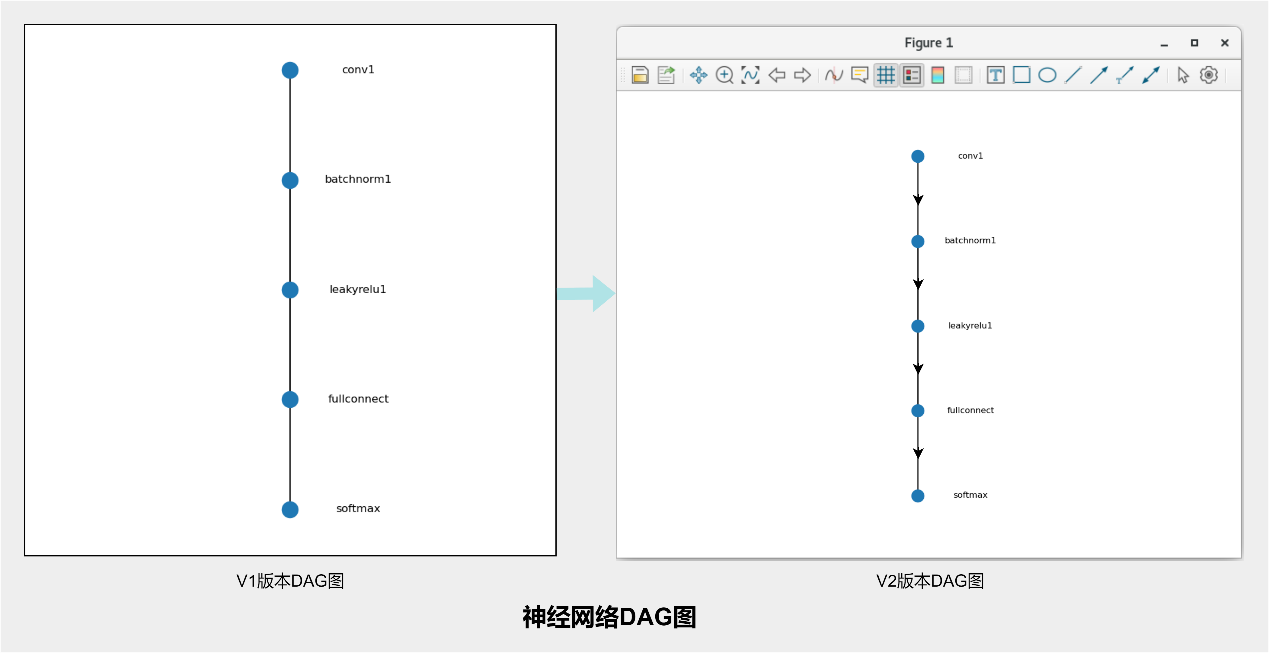 conv1
batchnorm1
leakyrelu1
fullconnect
softmax
V1版本DAG图
Figure 1
T
T
conv1
batchnorm1
leakyrelu1
fullconnect
softmax
V2版本DAG图
神经网络DAG图